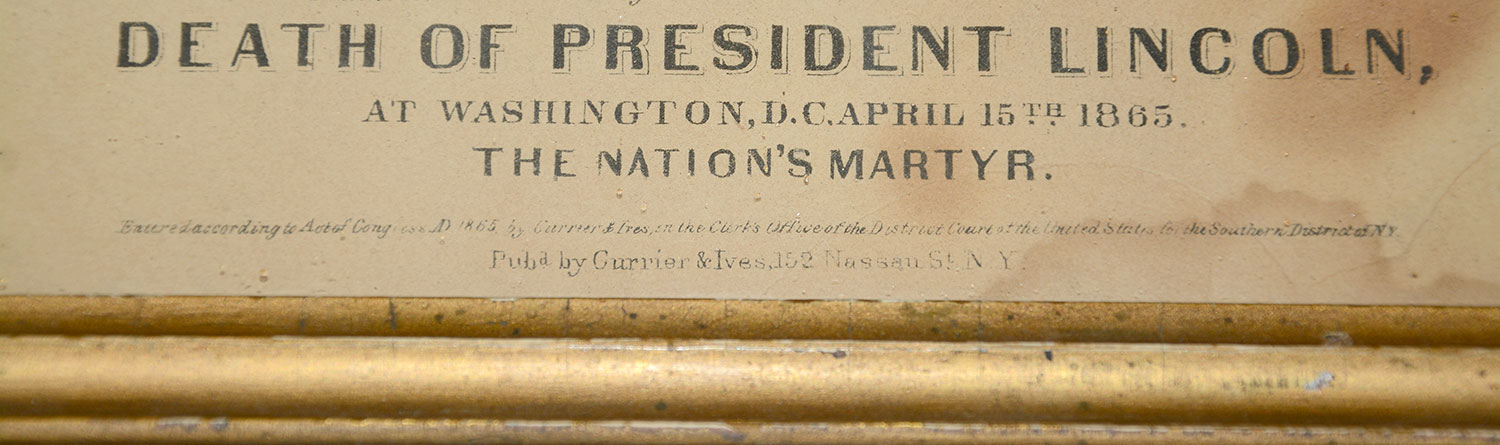 DEATH OF PRESIDENT LINCOLN,
AT WASHINGTON, D.C. APRIL 15TH 1865.
THE NATION'S MARTYR.
Entered according to Act of Congress AD 1865, by Currier & Ives, in the Clerk's Office of the District Court of the United States for the Southern District of N.Y.
Pubd. by Currier & Ives, 152 Nassau St. N.Y.